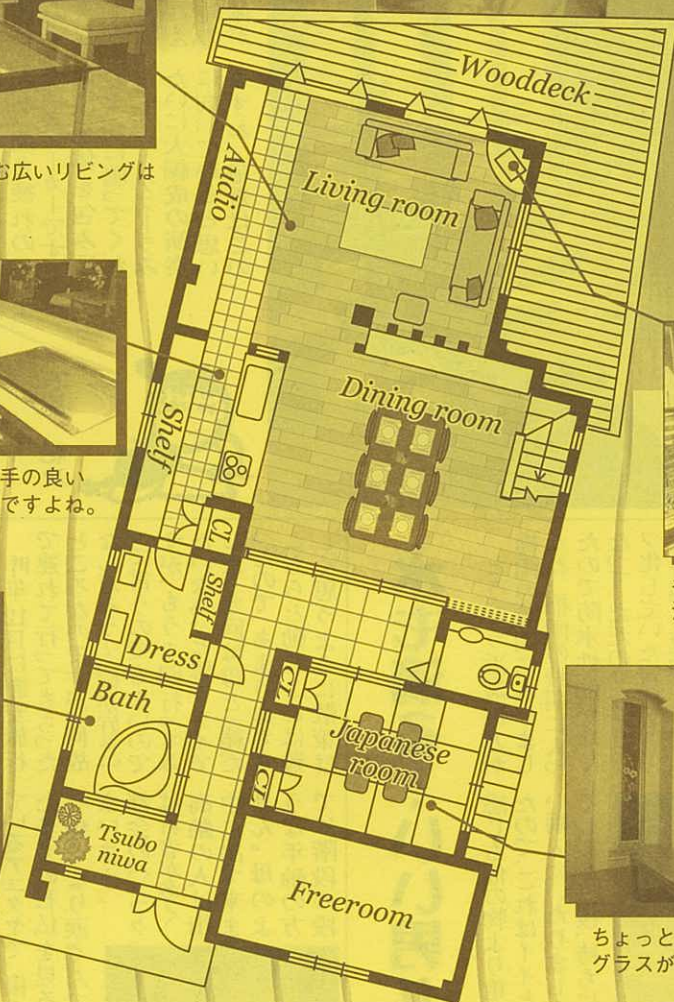 Wooddeck
む広いリビングは
Audio
Living room
Dining room
Shelf
手の良い
ですよね。
CL
Shelf
Dress
Bath
CL
Japanese
room
CL
Tsubo
niwa
Freeroom
ちょっと
グラスが